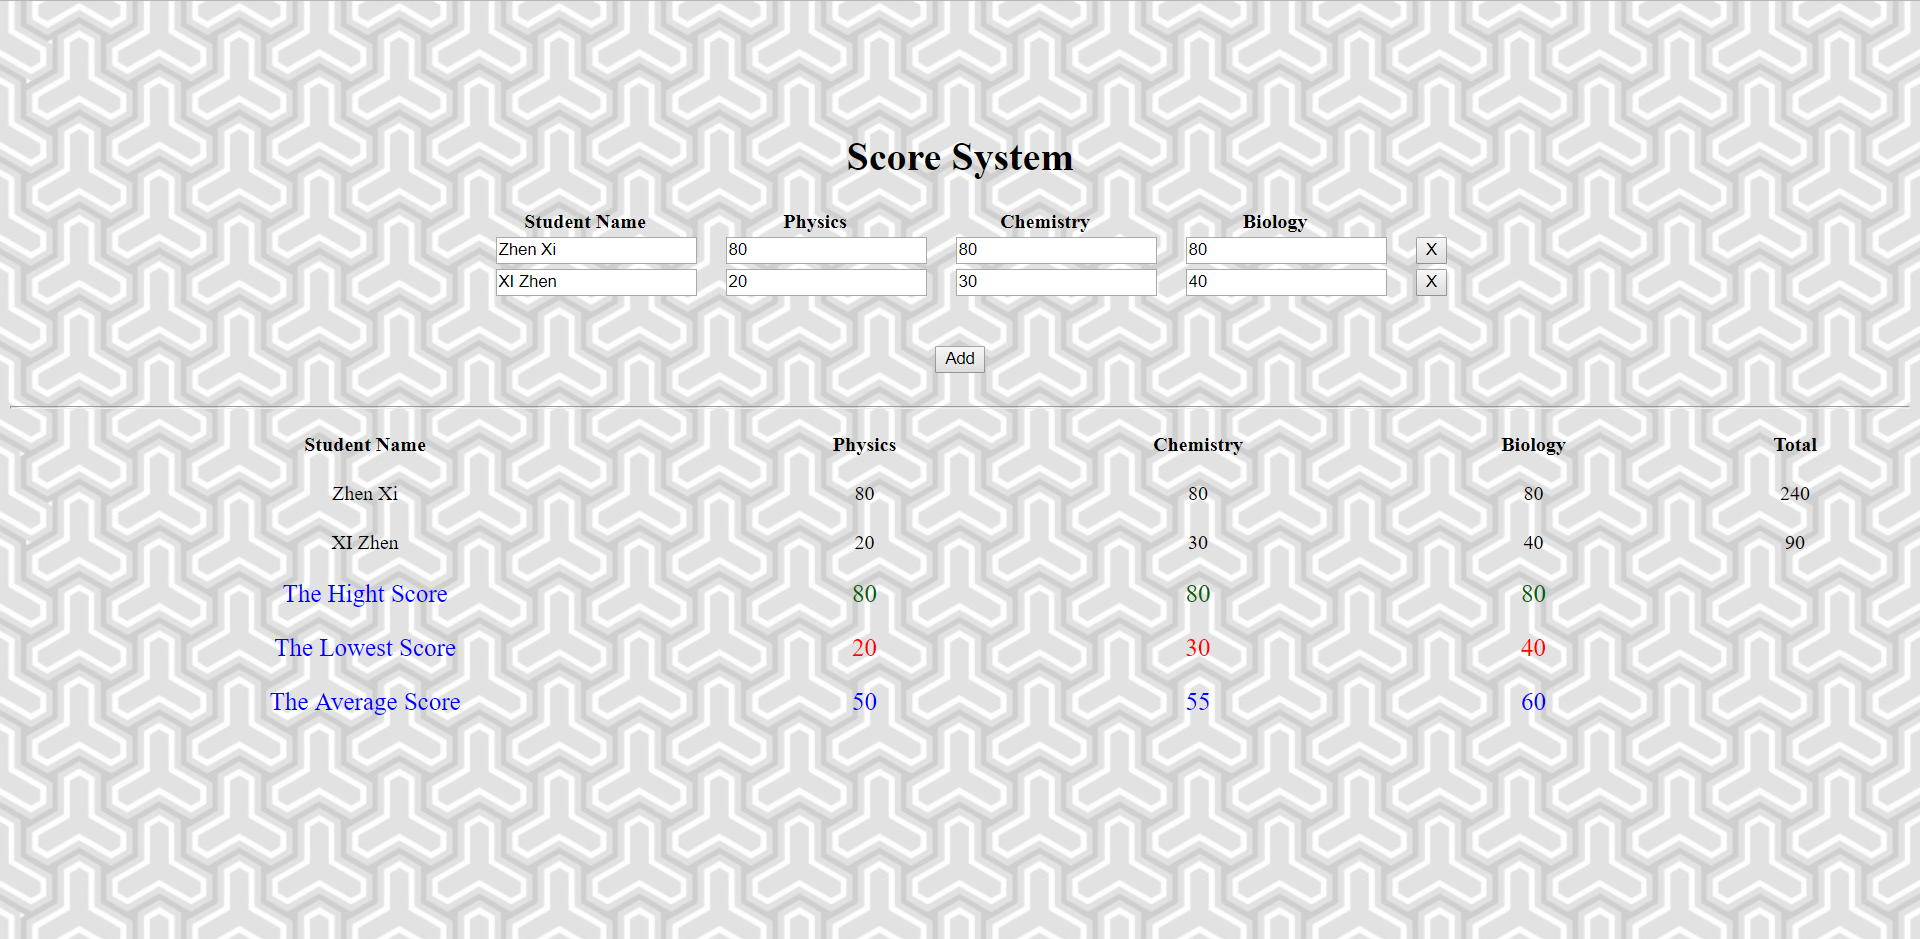 Score System
Student Name Physics Chemistry Biology
Zhen Xi 80 80 80 X
XI Zhen 20 30 40 X
Add
Student Name Physics Chemistry Biology Total
Zhen Xi 80 80 80 240
XI Zhen 20 30 40 90
The Hight Score 80 80 80
The Lowest Score 20 30 40
The Average Score 50 55 60